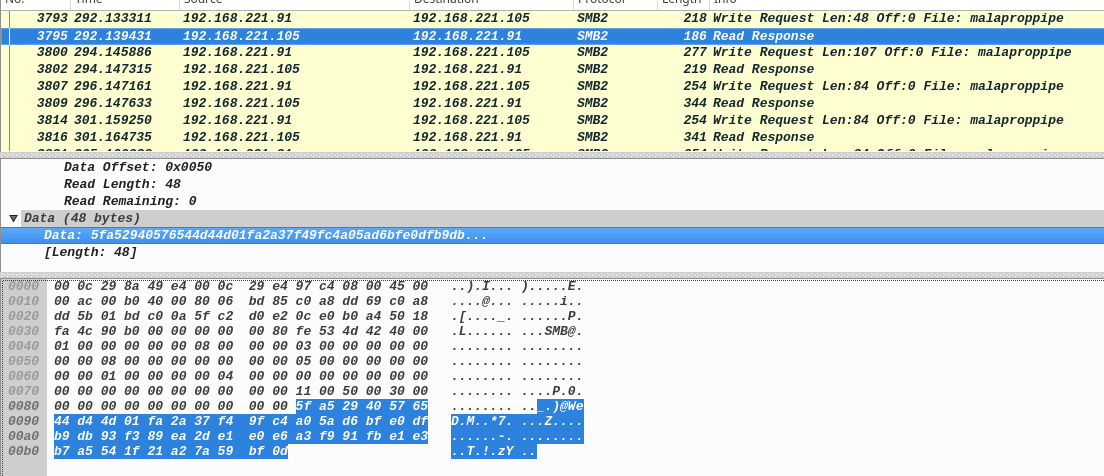 No. Time Source Destination Protocol Length Info
3793 292.133311 192.168.221.91 192.168.221.105 SMB2 218 Write Request Len:48 Off:0 File: malaproppipe
3795 292.139431 192.168.221.105 192.168.221.91 SMB2 186 Read Response
3800 294.145886 192.168.221.91 192.168.221.105 SMB2 277 Write Request Len:107 Off:0 File: malaproppipe
3802 294.147315 192.168.221.105 192.168.221.91 SMB2 219 Read Response
3807 296.147161 192.168.221.91 192.168.221.105 SMB2 254 Write Request Len:84 Off:0 File: malaproppipe
3809 296.147633 192.168.221.105 192.168.221.91 SMB2 344 Read Response
3814 301.159250 192.168.221.91 192.168.221.105 SMB2 254 Write Request Len:84 Off:0 File: malaproppipe
3816 301.164735 192.168.221.105 192.168.221.91 SMB2 341 Read Response
Data Offset: 0x0050
Read Length: 48
Read Remaining: 0
Data (48 bytes)
Data: 5fa52940576544d44d01fa2a37f49fc4a05ad6bfe0dfb9db...
[Length: 48]
0000 00 0c 29 8a 49 e4 00 0c 29 e4 97 c4 08 00 45 00 ..).I... ).....E.
0010 00 ac 00 b0 40 00 80 06 bd 85 c0 a8 dd 69 c0 a8 ....@... .....i..
0020 dd 5b 01 bd c0 0a 5f c2 d0 e2 0c e0 b0 a4 50 18 .[...._. ......P.
0030 fa 4c 90 b0 00 00 00 00 00 80 fe 53 4d 42 40 00 .L...... ...SMB@.
0040 01 00 00 00 00 00 08 00 00 00 03 00 00 00 00 00 ........ ........
0050 00 00 08 00 00 00 00 00 00 00 05 00 00 00 00 00 ........ ........
0060 00 00 01 00 00 00 04 00 00 00 00 00 00 00 00 00 ........ ........
0070 00 00 00 00 00 00 00 00 00 00 11 00 50 00 30 00 ........ ....P.0.
0080 00 00 00 00 00 00 00 00 00 00 5f a5 29 40 57 65 ........ .._.)@We
0090 44 d4 4d 01 fa 2a 37 f4 9f c4 a0 5a d6 bf e0 df D.M..*7. ...Z....
00a0 b9 db 93 f3 89 ea 2d e1 e0 e6 a3 f9 91 fb e1 e3 ......-. ........
00b0 b7 a5 54 1f 21 a2 7a 59 bf 0d ..T.!.zY ..